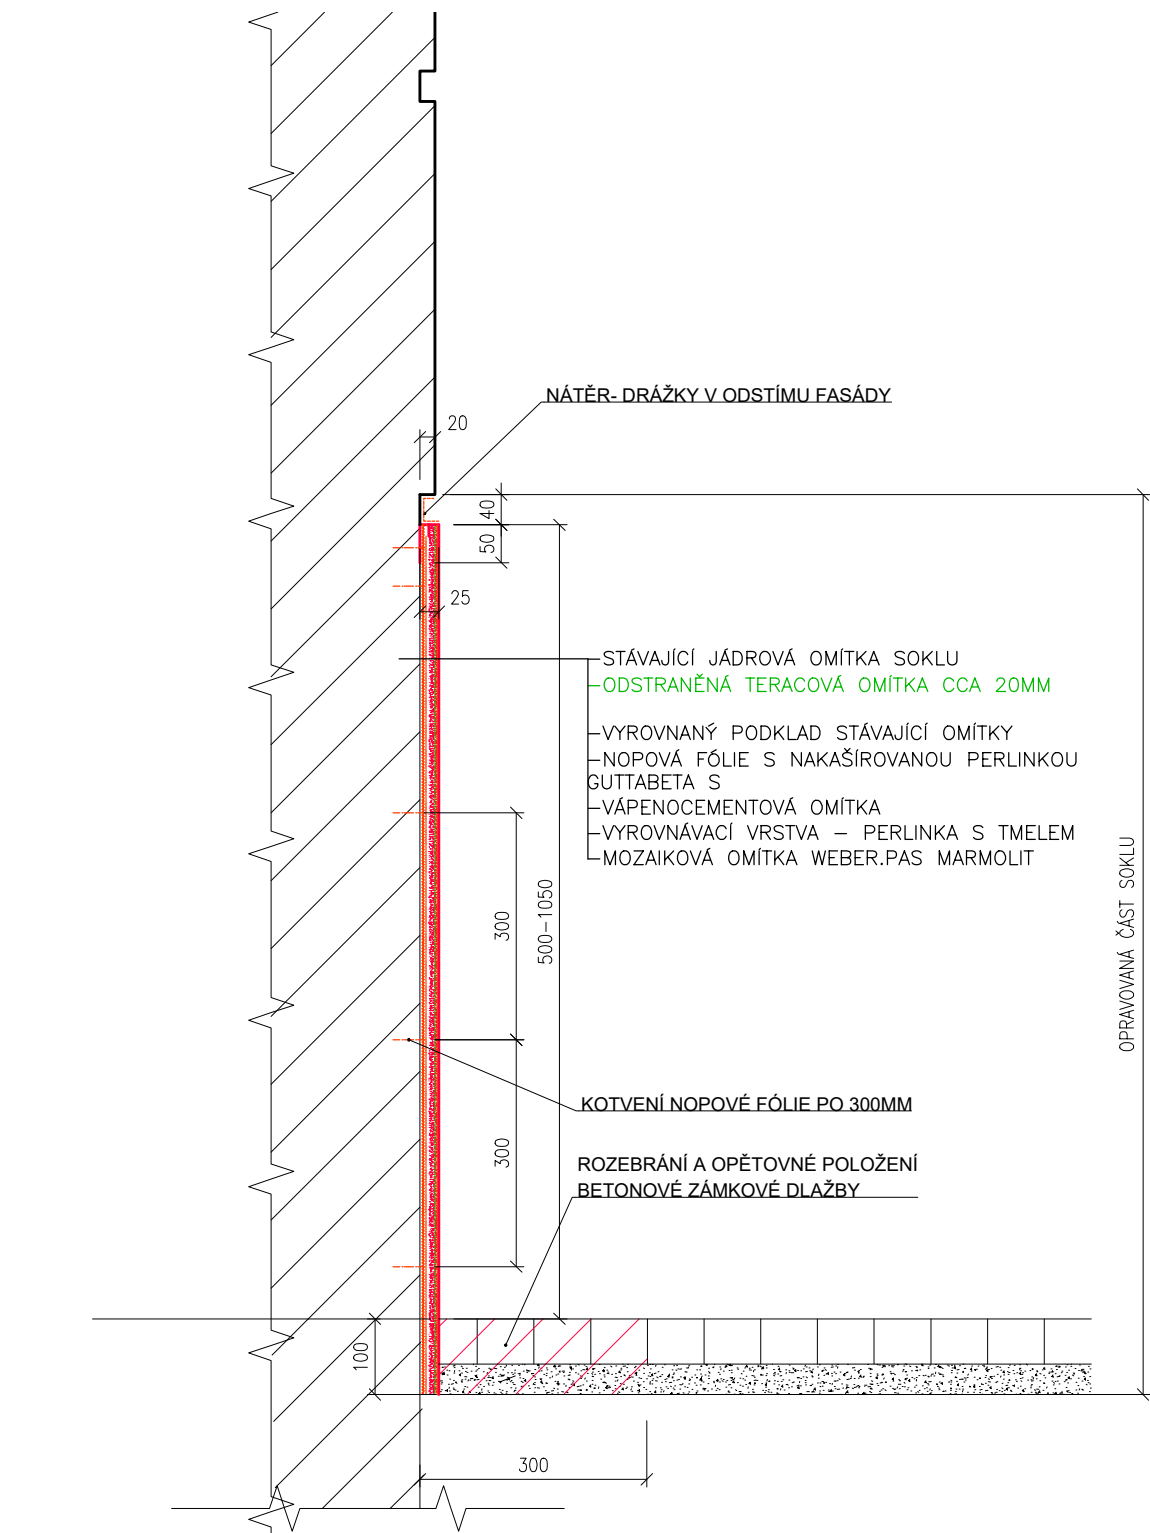 NÁTĚR- DRÁŽKY V ODSTÍMU FASÁDY
20
40
50
25
STÁVAJÍCÍ JÁDROVÁ OMÍTKA SOKLU
ODSTRANĚNÁ TERACOVÁ OMÍTKA CCA 20MM
VYROVNANÝ PODKLAD STÁVAJÍCÍ OMÍTKY
NOPOVÁ FÓLIE S NAKAŠÍROVANOU PERLINKOU
GUTTABETA S
VÁPENOCEMENTOVÁ OMÍTKA
VYROVNÁVACÍ VRSTVA – PERLINKA S TMELEM
MOZAIKOVÁ OMÍTKA WEBER.PAS MARMOLIT
300
500-1050
OPRAVOVANÁ ČÁST SOKLU
KOTVENÍ NOPOVÉ FÓLIE PO 300MM
300
ROZEBRÁNÍ A OPĚTOVNÉ POLOŽENÍ
BETONOVÉ ZÁMKOVÉ DLAŽBY
100
300